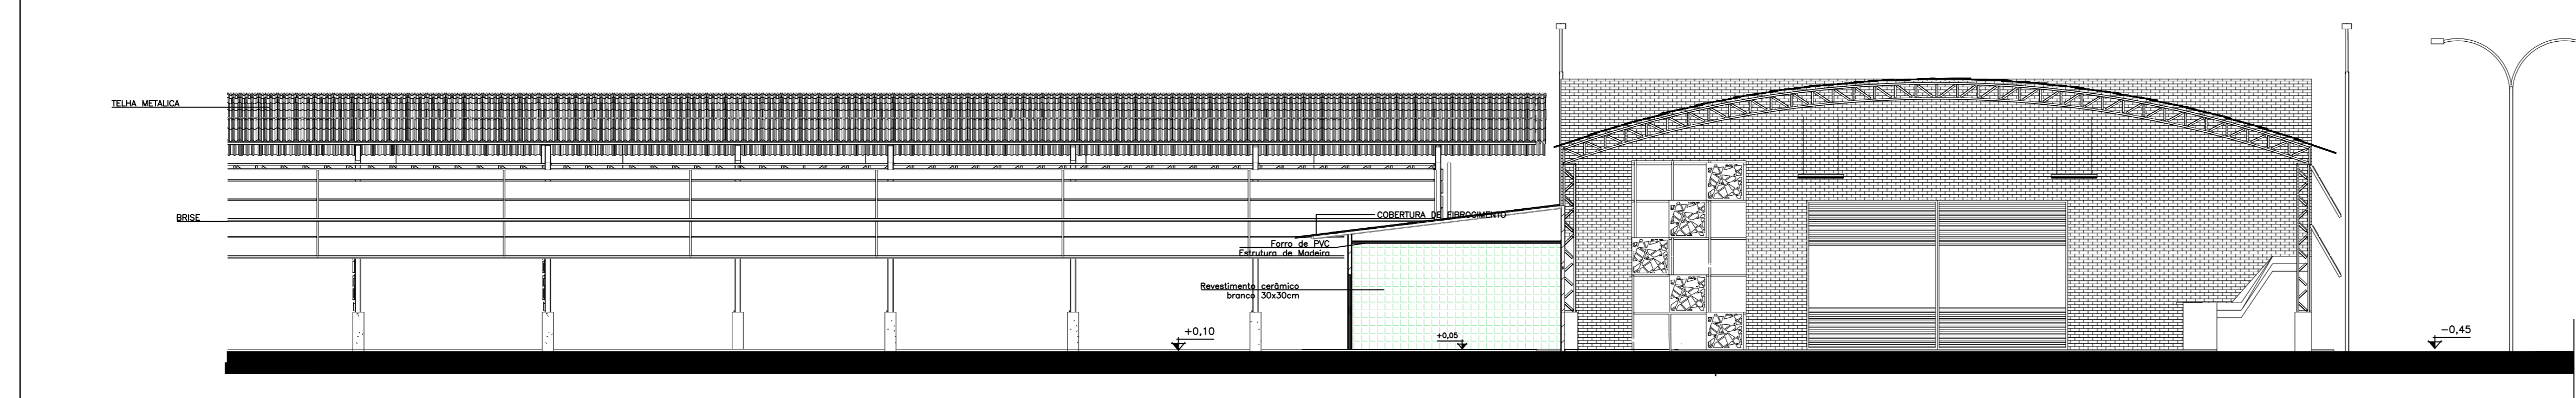 TELHA METALICA
BRISE
COBERTURA DE FIBROCIMENTO
Forro de PVC
Estrutura de Madeira
Revestimento cerâmico
branco 30x30cm
+0,10
+0,05
-0,45